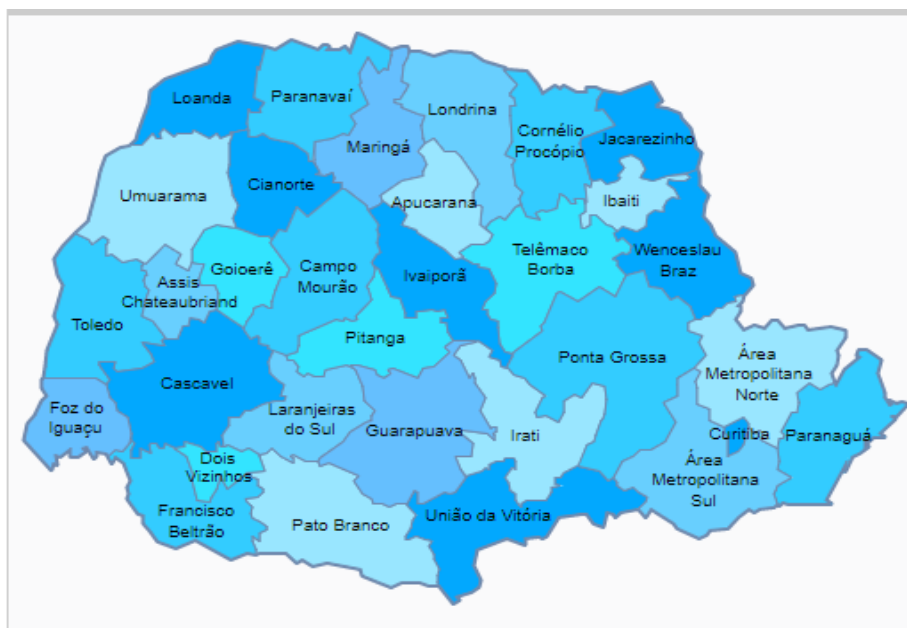 Loanda
Paranavaí
Londrina
Maringá
Cornélio
Procópio
Jacarezinho
Umuarama
Cianorte
Apucarana
Ibaiti
Goioerê
Campo
Mourão
Ivaiporã
Telêmaco
Borba
Wenceslau
Braz
Assis
Chateaubriand
Toledo
Pitanga
Ponta Grossa
Área
Metropolitana
Norte
Cascavel
Foz do
Iguaçu
Laranjeiras
do Sul
Guarapuava
Irati
Curitiba
Paranaguá
Dois
Vizinhos
Área
Metropolitana
Sul
Francisco
Beltrão
Pato Branco
União da Vitória